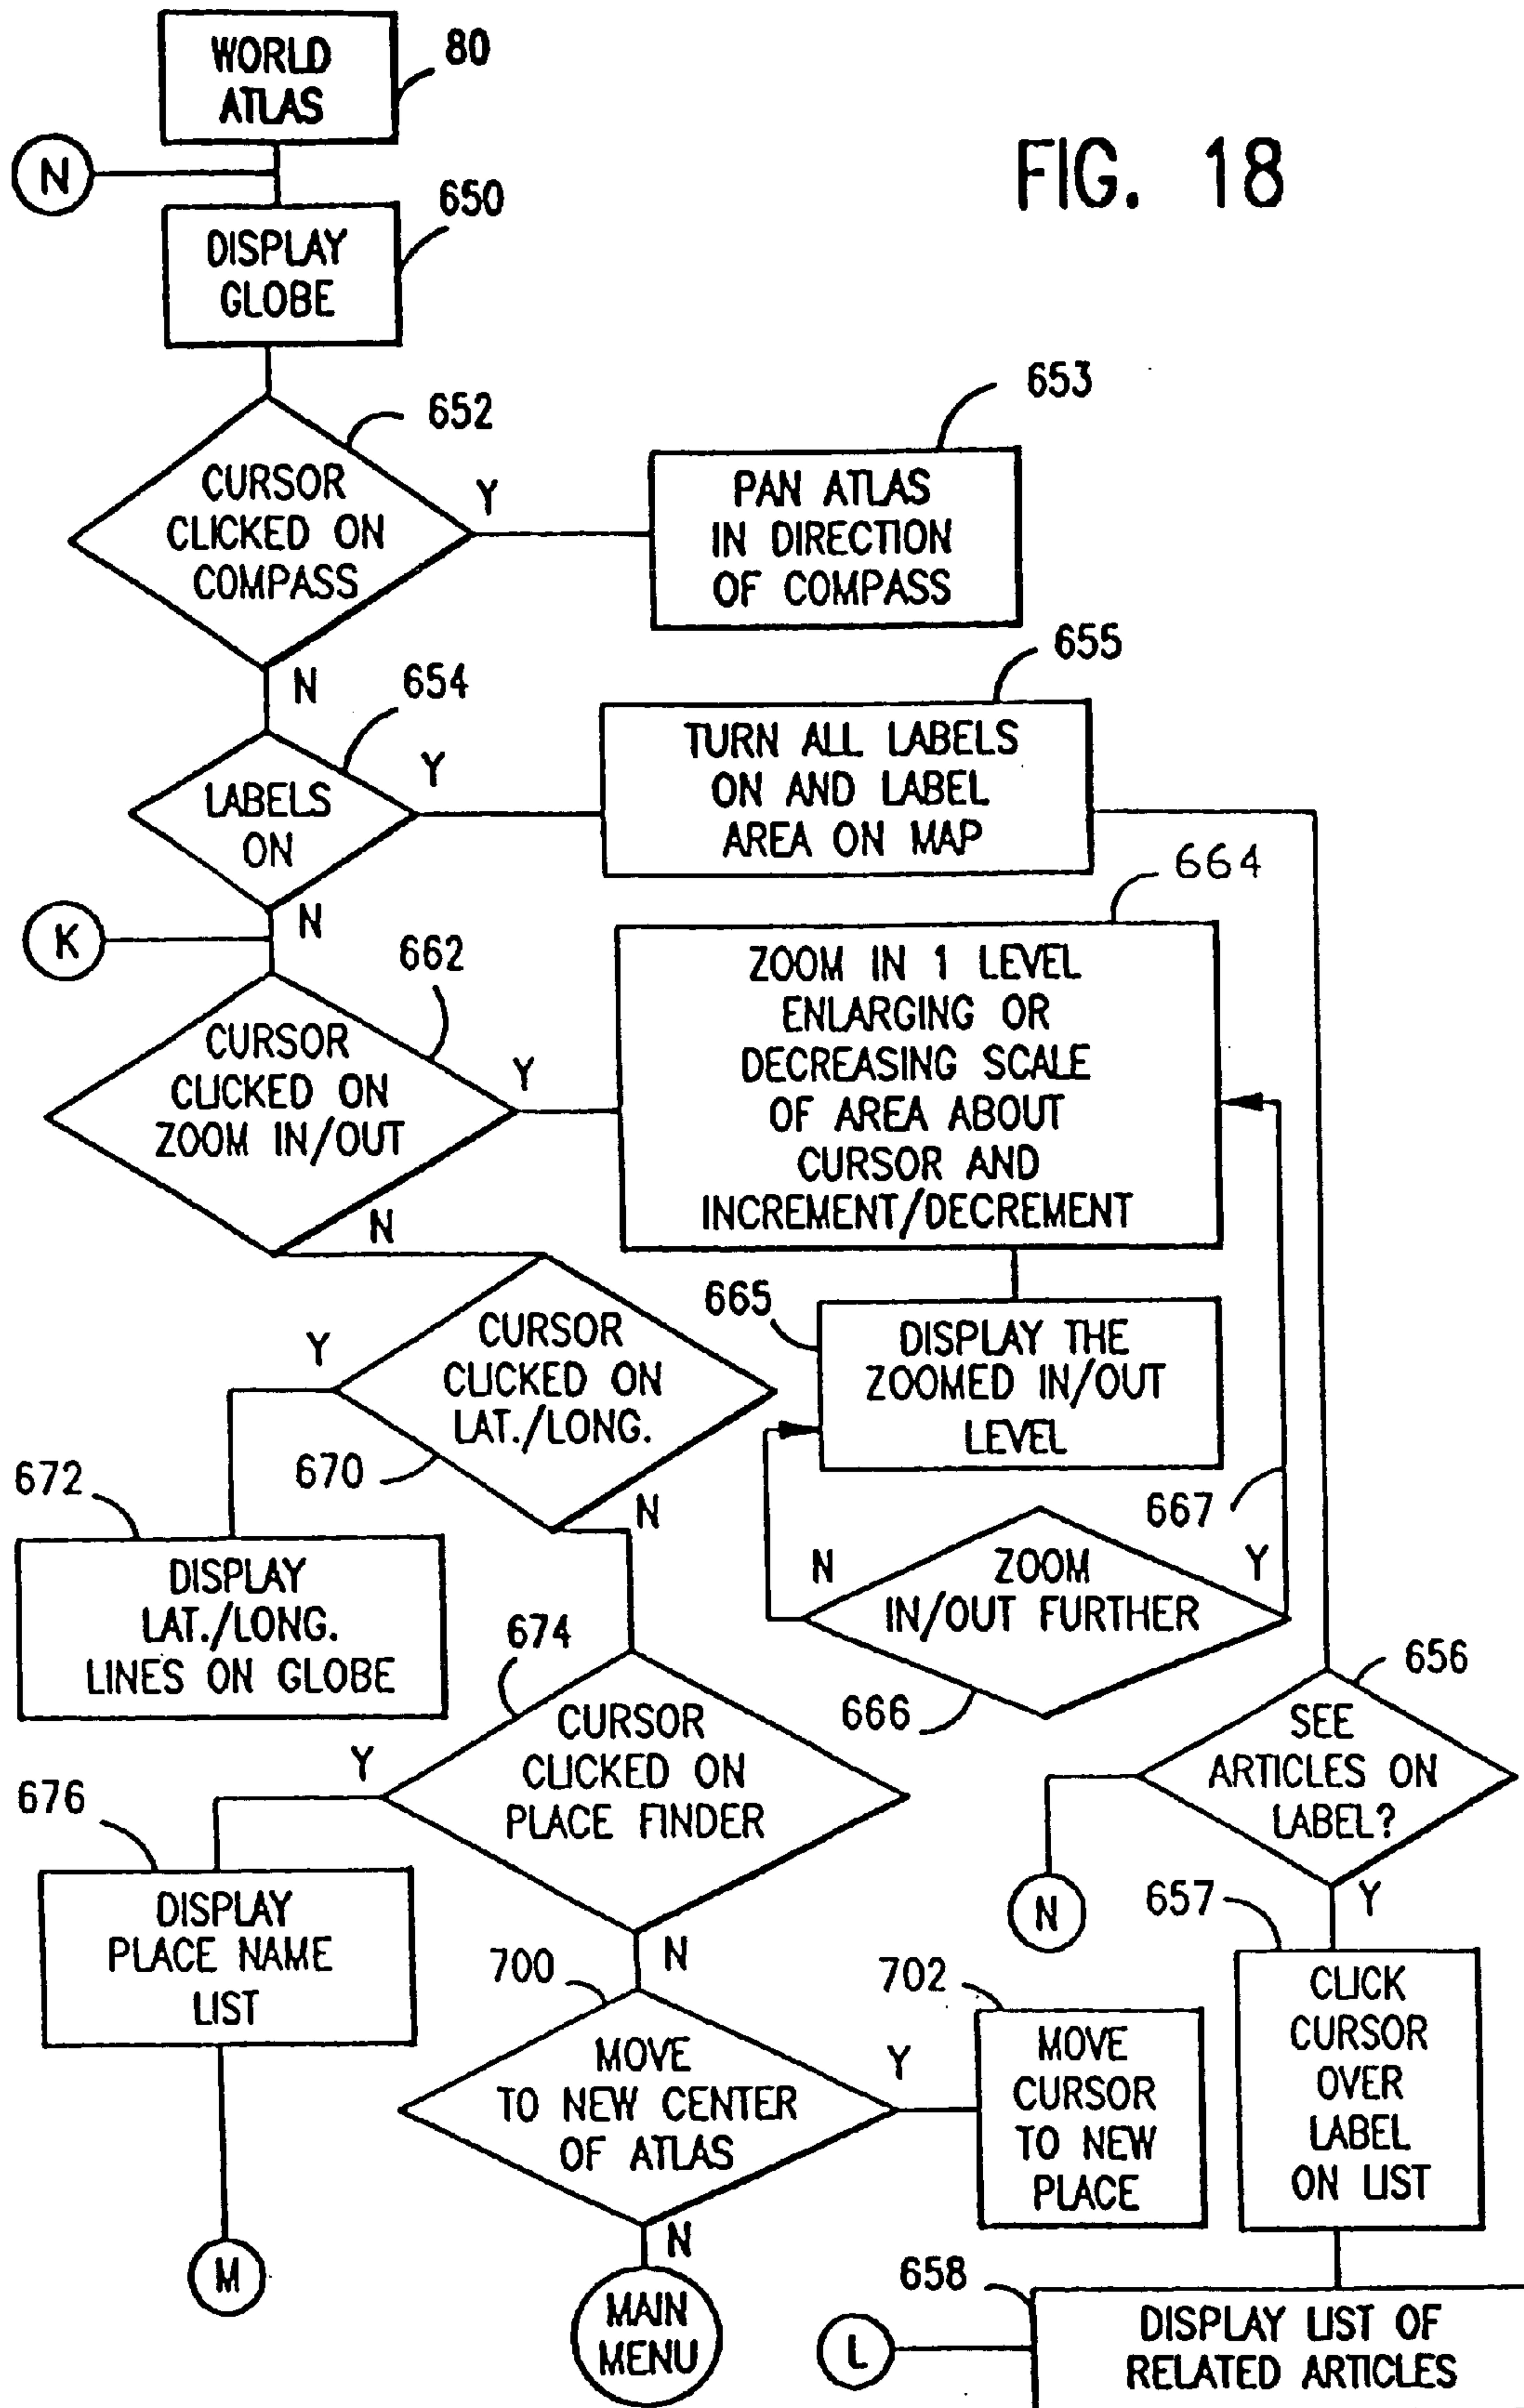 WORLD
ATLAS
80
FIG. 18
N
650
DISPLAY
GLOBE
653
652
CURSOR
CLICKED ON
COMPASS
Y
PAN ATLAS
IN DIRECTION
OF COMPASS
N
654
655
LABELS
ON
Y
TURN ALL LABELS
ON AND LABEL
AREA ON MAP
N
K
662
664
CURSOR
CLICKED ON
ZOOM IN/OUT
Y
ZOOM IN 1 LEVEL
ENLARGING OR
DECREASING SCALE
OF AREA ABOUT
CURSOR AND
INCREMENT/DECREMENT
N
665
DISPLAY THE
ZOOMED IN/OUT
LEVEL
Y
CURSOR
CLICKED ON
LAT./LONG.
670
N
672
DISPLAY
LAT./LONG.
LINES ON GLOBE
667
N
ZOOM
IN/OUT FURTHER
Y
666
674
CURSOR
CLICKED ON
PLACE FINDER
Y
N
656
SEE
ARTICLES ON
LABEL?
N
Y
676
DISPLAY
PLACE NAME
LIST
M
700
MOVE
TO NEW CENTER
OF ATLAS
Y
702
MOVE
CURSOR
TO NEW
PLACE
657
CLICK
CURSOR
OVER
LABEL
ON LIST
N
MAIN
MENU
658
L
DISPLAY LIST OF
RELATED ARTICLES